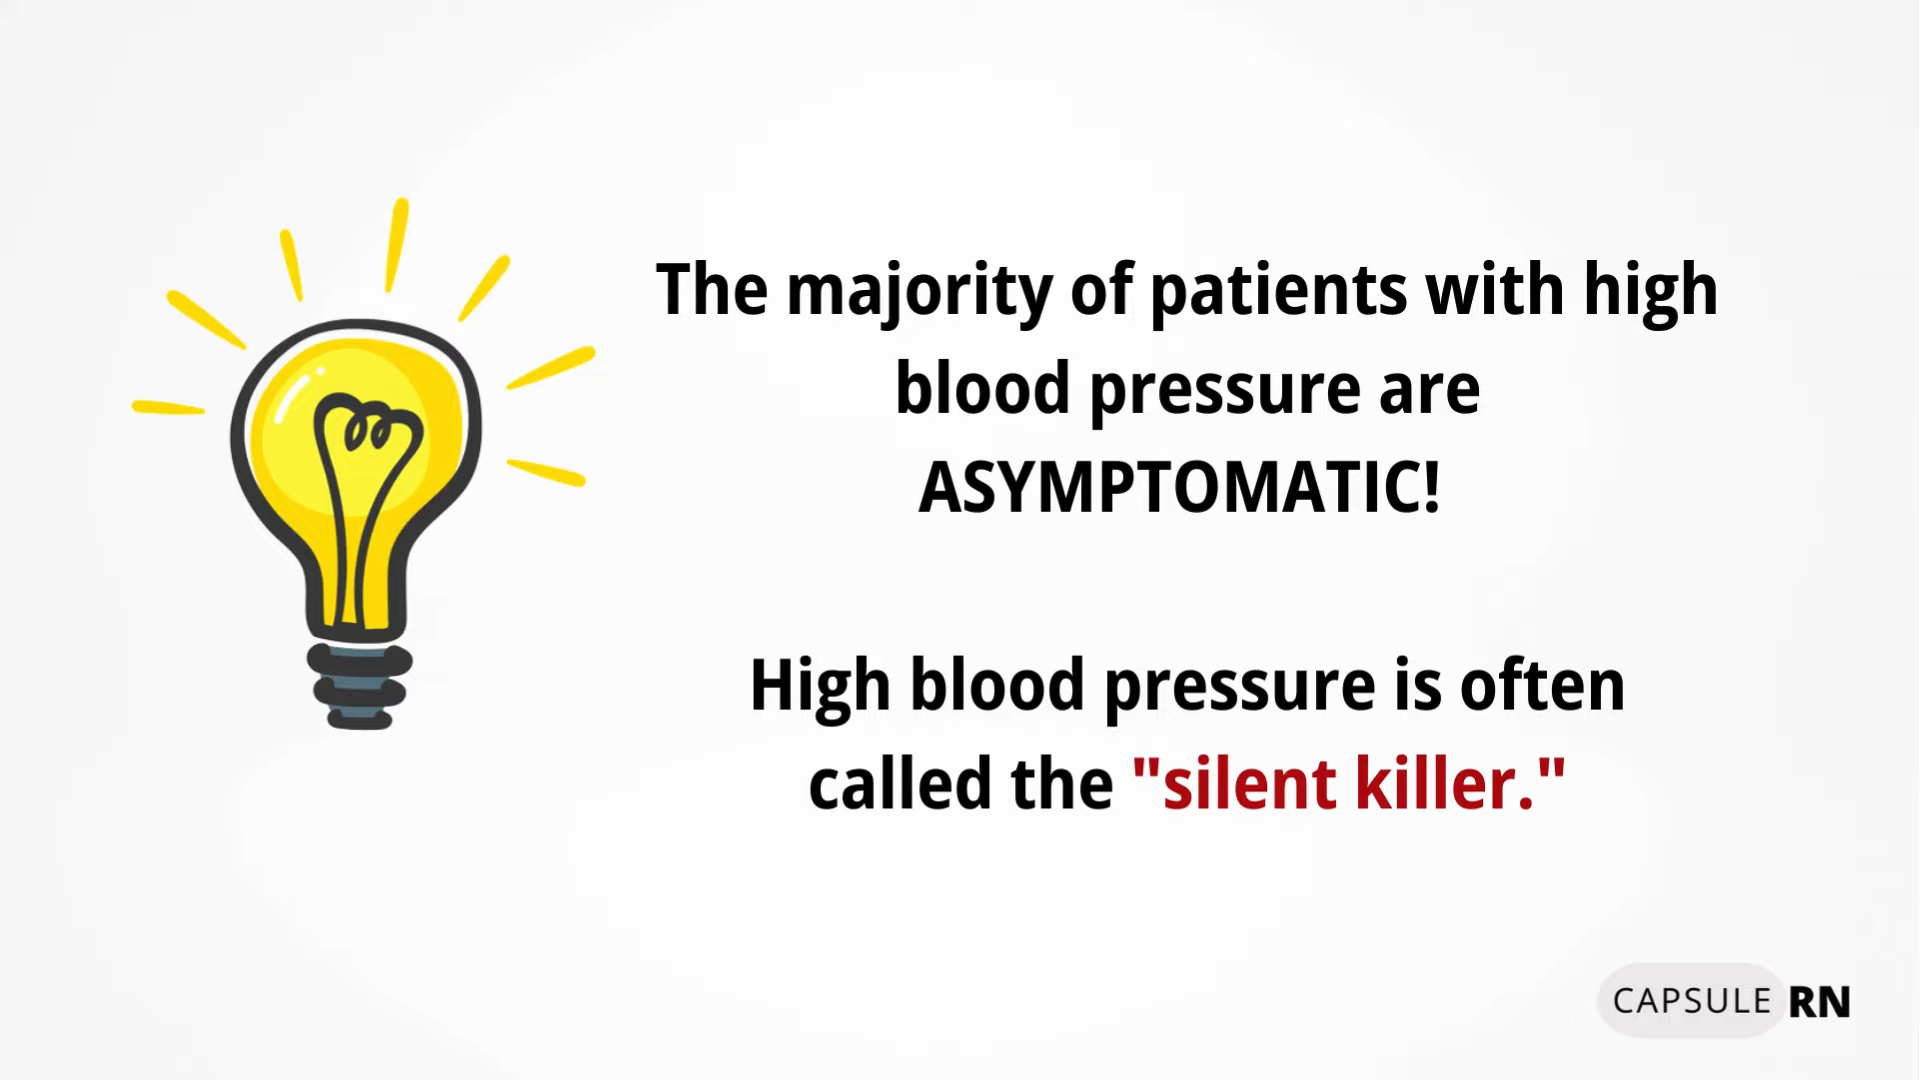 The majority of patients with high
blood pressure are
ASYMPTOMATIC!
High blood pressure is often
called the "silent killer."
CAPSULE RN